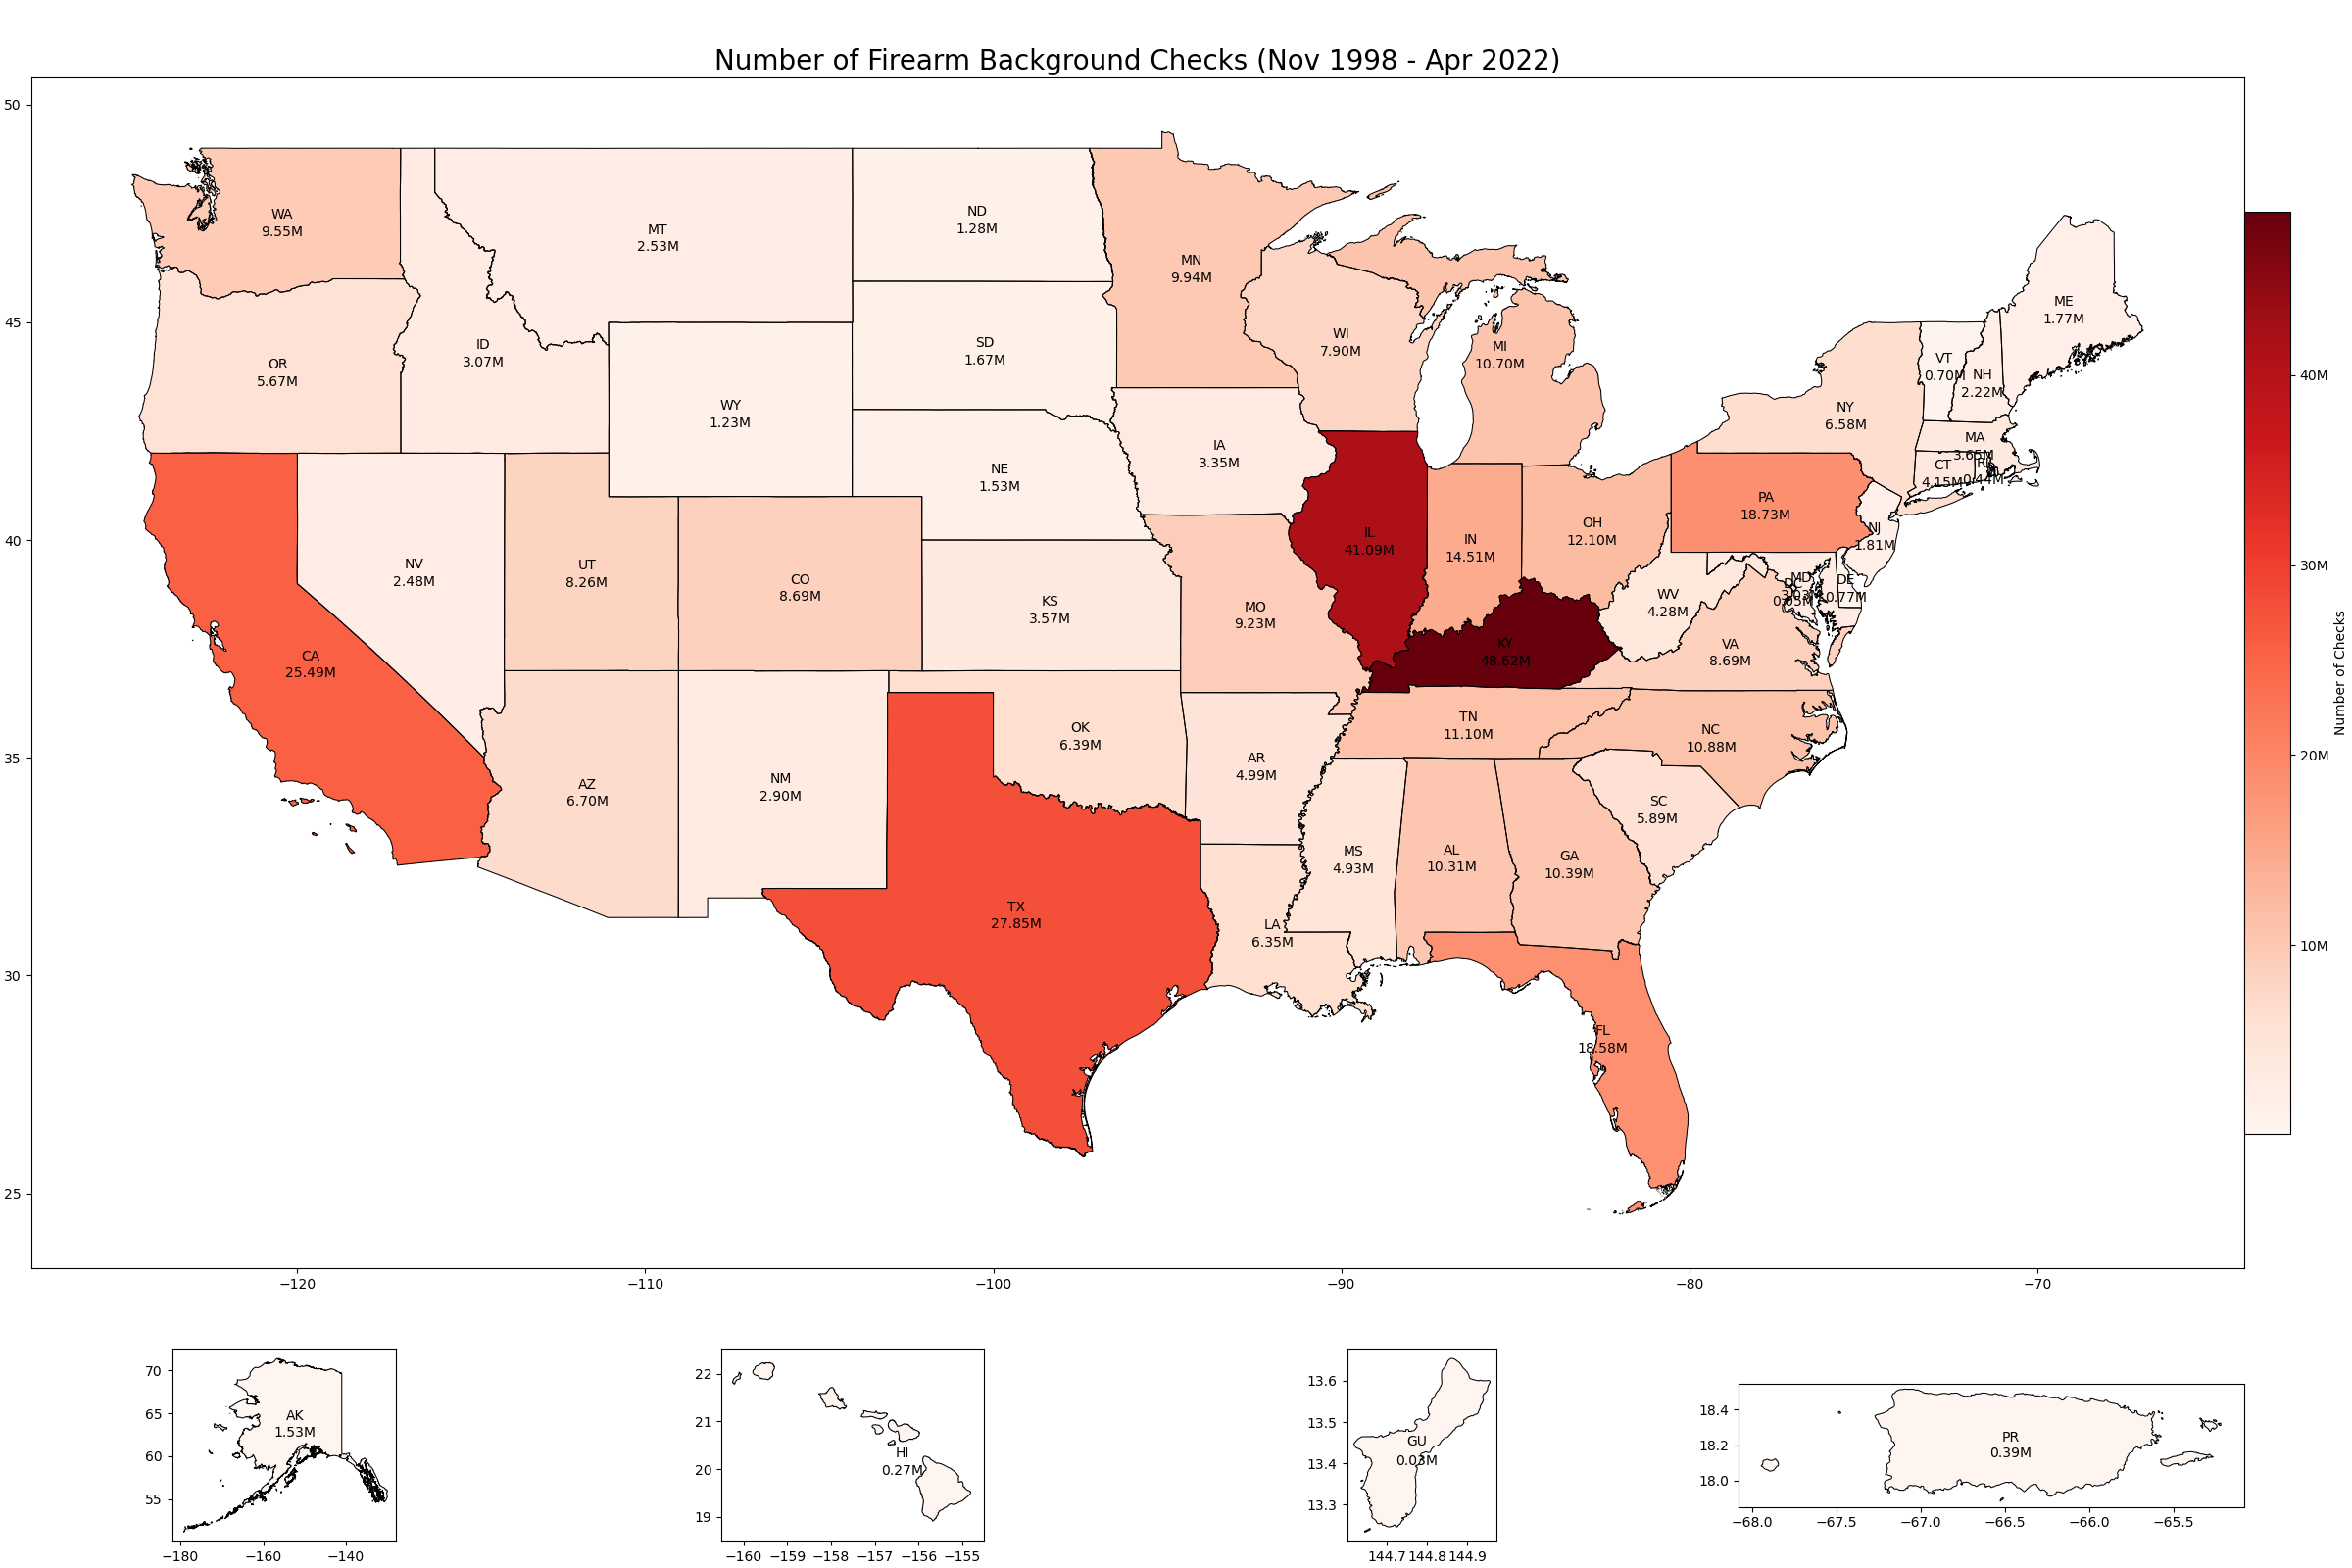 Number of Firearm Background Checks (Nov 1998 - Apr 2022)
50
45
40
35
30
25
−120
−110
−100
−90
−80
−70
WA
9.55M
MT
2.53M
ND
1.28M
MN
9.94M
ME
1.77M
OR
5.67M
ID
3.07M
SD
1.67M
WI
7.90M
MI
10.70M
VT
0.70M
NH
2.22M
WY
1.23M
NY
6.58M
IA
3.35M
NE
1.53M
MA
3.65M
CT
4.15M
RI
0.44M
PA
18.73M
NJ
1.81M
IL
41.09M
IN
14.51M
OH
12.10M
NV
2.48M
UT
8.26M
CO
8.69M
KS
3.57M
MO
9.23M
WV
4.28M
MD
3.03M
DC
0.05M
DE
0.77M
CA
25.49M
KY
48.62M
VA
8.69M
OK
6.39M
TN
11.10M
NC
10.88M
AZ
6.70M
NM
2.90M
AR
4.99M
SC
5.89M
MS
4.93M
AL
10.31M
GA
10.39M
TX
27.85M
LA
6.35M
FL
18.58M
40M
30M
20M
10M
Number of Checks
70
65
60
55
AK
1.53M
−180
−160
−140
22
21
20
19
HI
0.27M
−160
−159
−158
−157
−156
−155
13.6
13.5
13.4
13.3
GU
0.03M
144.7
144.8
144.9
18.4
18.2
18.0
PR
0.39M
−68.0
−67.5
−67.0
−66.5
−66.0
−65.5